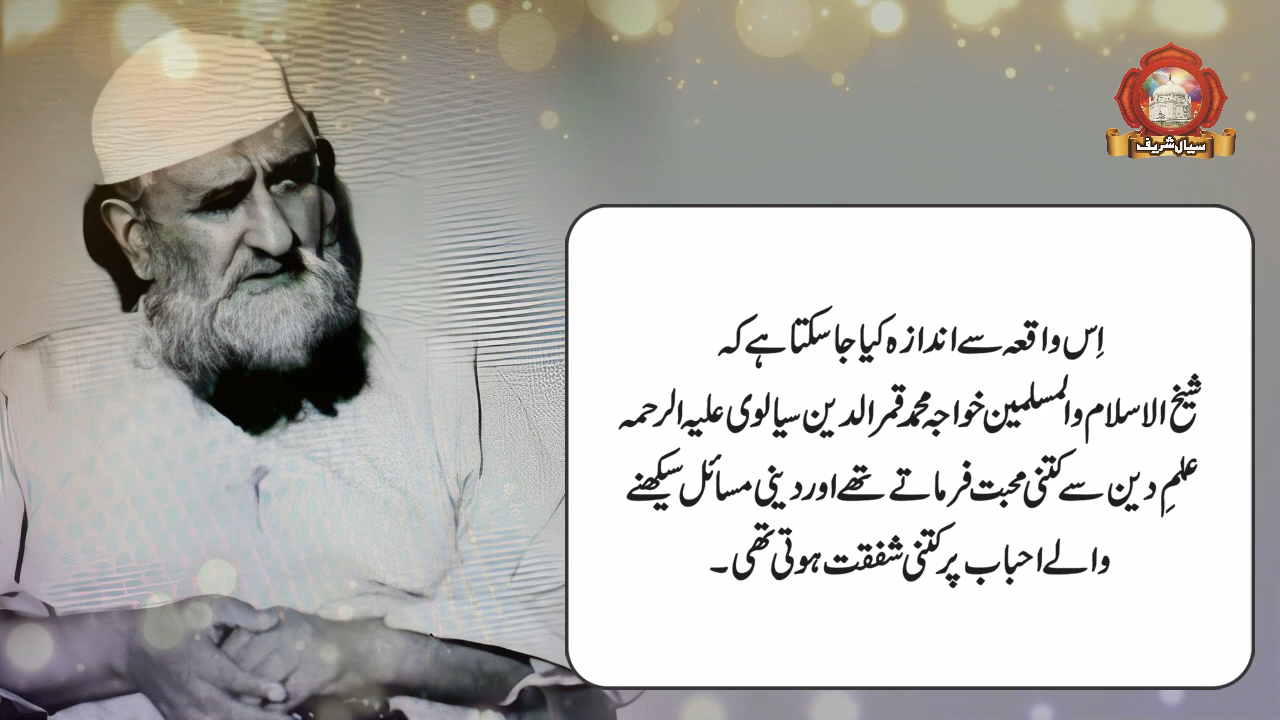 سیال شریف
اِس واقعہ سے اندازہ کیا جا سکتا ہے کہ
شیخ الاسلام والمسلمین خواجہ محمد قمر الدین سیالوی علیہ الرحمہ
علمِ دین سے کتنی محبت فرماتے تھے اور دینی مسائل سیکھنے
والے احباب پر کتنی شفقت ہوتی تھی۔